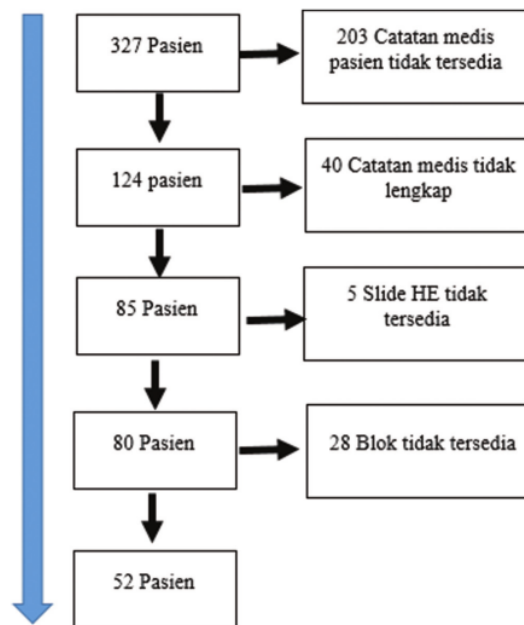 327 Pasien
203 Catatan medis
pasien tidak tersedia
124 pasien
40 Catatan medis tidak
lengkap
85 Pasien
5 Slide HE tidak
tersedia
80 Pasien
28 Blok tidak tersedia
52 Pasien